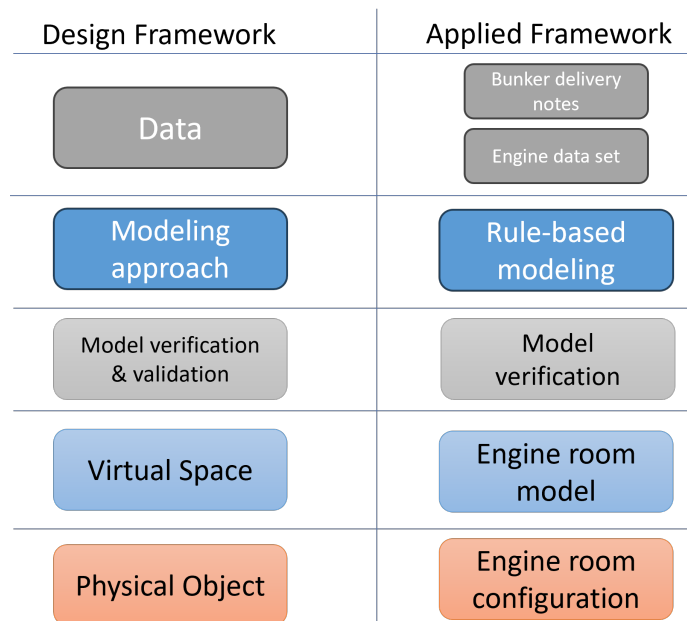 Design Framework
Applied Framework
Data
Bunker delivery
notes
Engine data set
Modeling
approach
Rule-based
modeling
Model verification
& validation
Model
verification
Virtual Space
Engine room
model
Physical Object
Engine room
configuration